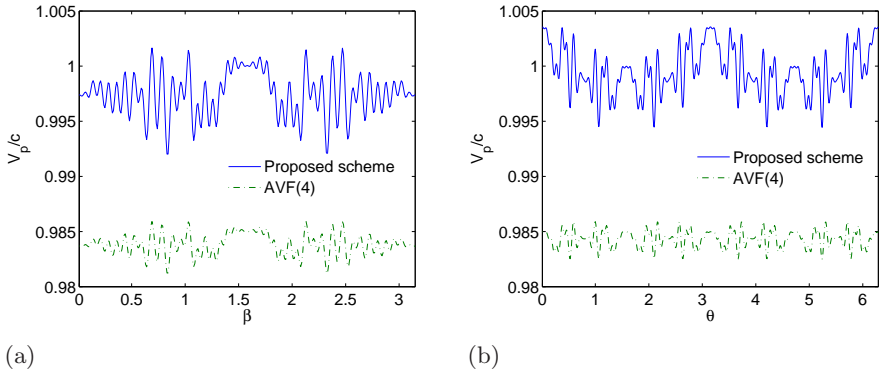 1.005
1
0.995
0.99
0.985
0.98
V_p/c
Proposed scheme
AVF(4)
0 0.5 1 1.5 2 2.5 3
β
(a)
1.005
1
0.995
0.99
0.985
0.98
V_p/c
Proposed scheme
AVF(4)
0 1 2 3 4 5 6
θ
(b)